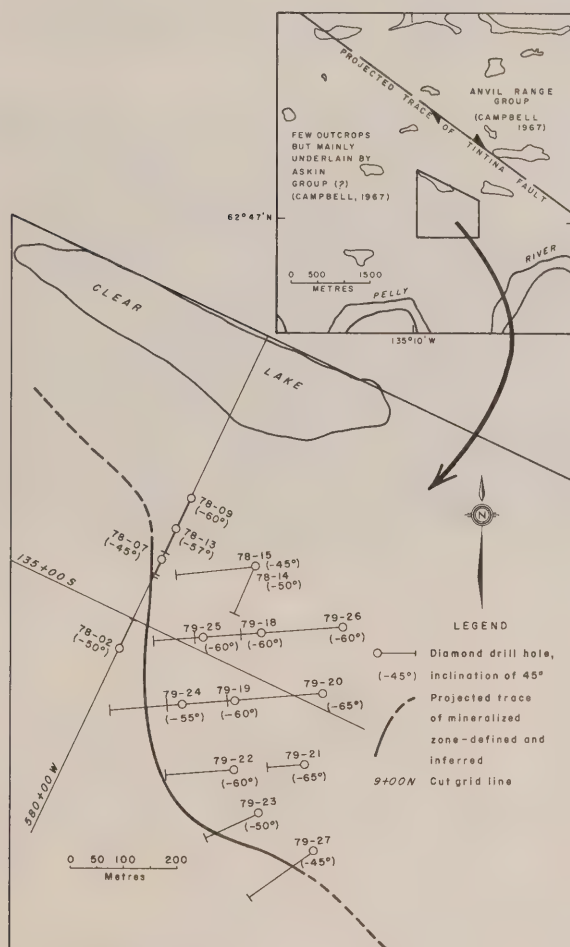 PROJECTED TRACE OF TINTINA FAULT
ANVIL RANGE
GROUP
(CAMPBELL
1967)
FEW OUTCROPS
BUT MAINLY
UNDERLAIN BY
ASKIN
GROUP (?)
(CAMPBELL, 1967)
62°47'N
0 500 1500
METRES
PELLY
RIVER
135°10'W
CLEAR
LAKE
N
78-09
(-60°)
78-13
(-57°)
78-07
(-45°)
78-15
(-45°)
78-14
(-50°)
135+00 S
78-02
(-50°)
79-25
(-60°)
79-18
(-60°)
79-26
(-60°)
79-24
(-55°)
79-19
(-60°)
79-20
(-65°)
79-22
(-60°)
79-21
(-65°)
79-23
(-50°)
79-27
(-45°)
580+00 W
0 50 100 200
Metres
LEGEND
Diamond drill hole,
(-45°) inclination of 45°
Projected trace
of mineralized
zone-defined and
inferred
9+00N Cut grid line